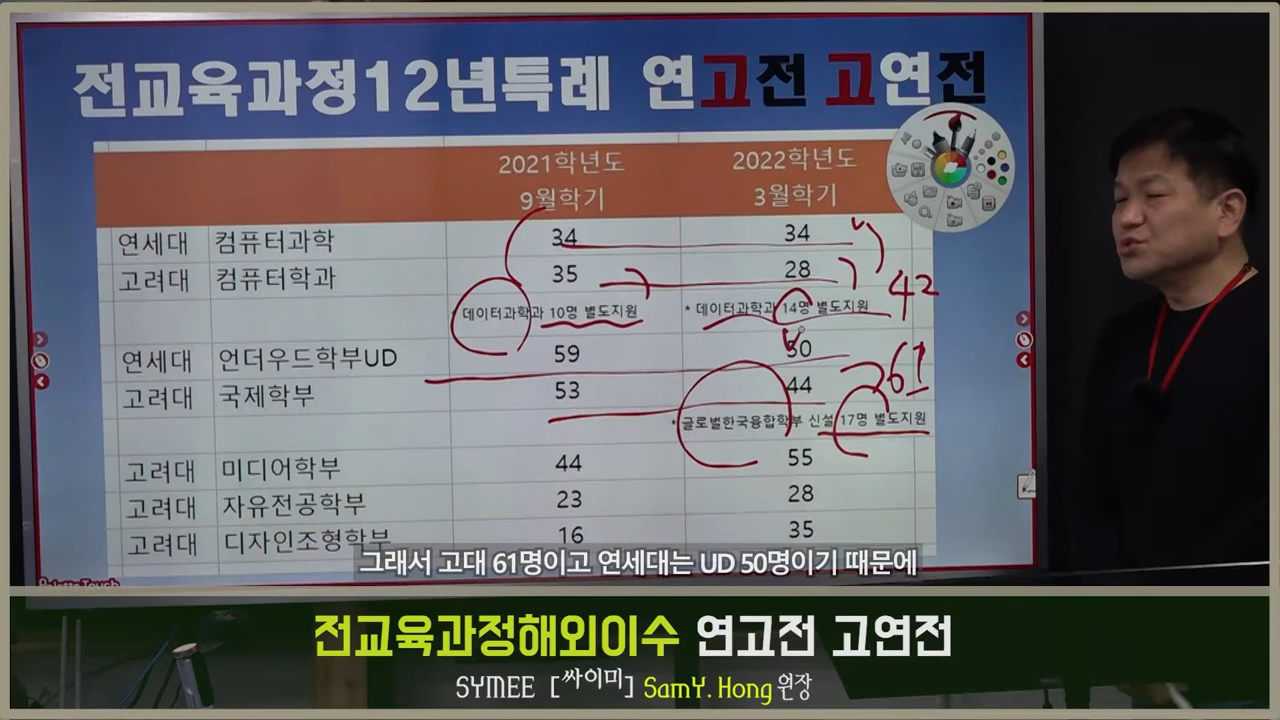 전교육과정12년특례 연고전 고연전
2021학년도 2022학년도
9월학기 3월학기
연세대 컴퓨터과학 34 34
고려대 컴퓨터학과 35 28
데이터과학과 10명 별도지원 * 데이터과학과 14명 별도지원
42
연세대 언더우드학부UD 59 50
고려대 국제학부 53 44
61
* 글로벌한국융합학부 신설 17명 별도지원
고려대 미디어학부 44 55
고려대 자유전공학부 23 28
고려대 디자인조형학부 16 35
그래서 고대 61명이고 연세대는 UD 50명이기 때문에
Palette Touch
전교육과정해외이수 연고전 고연전
SYMEE [싸이미] SamY. Hong 원장